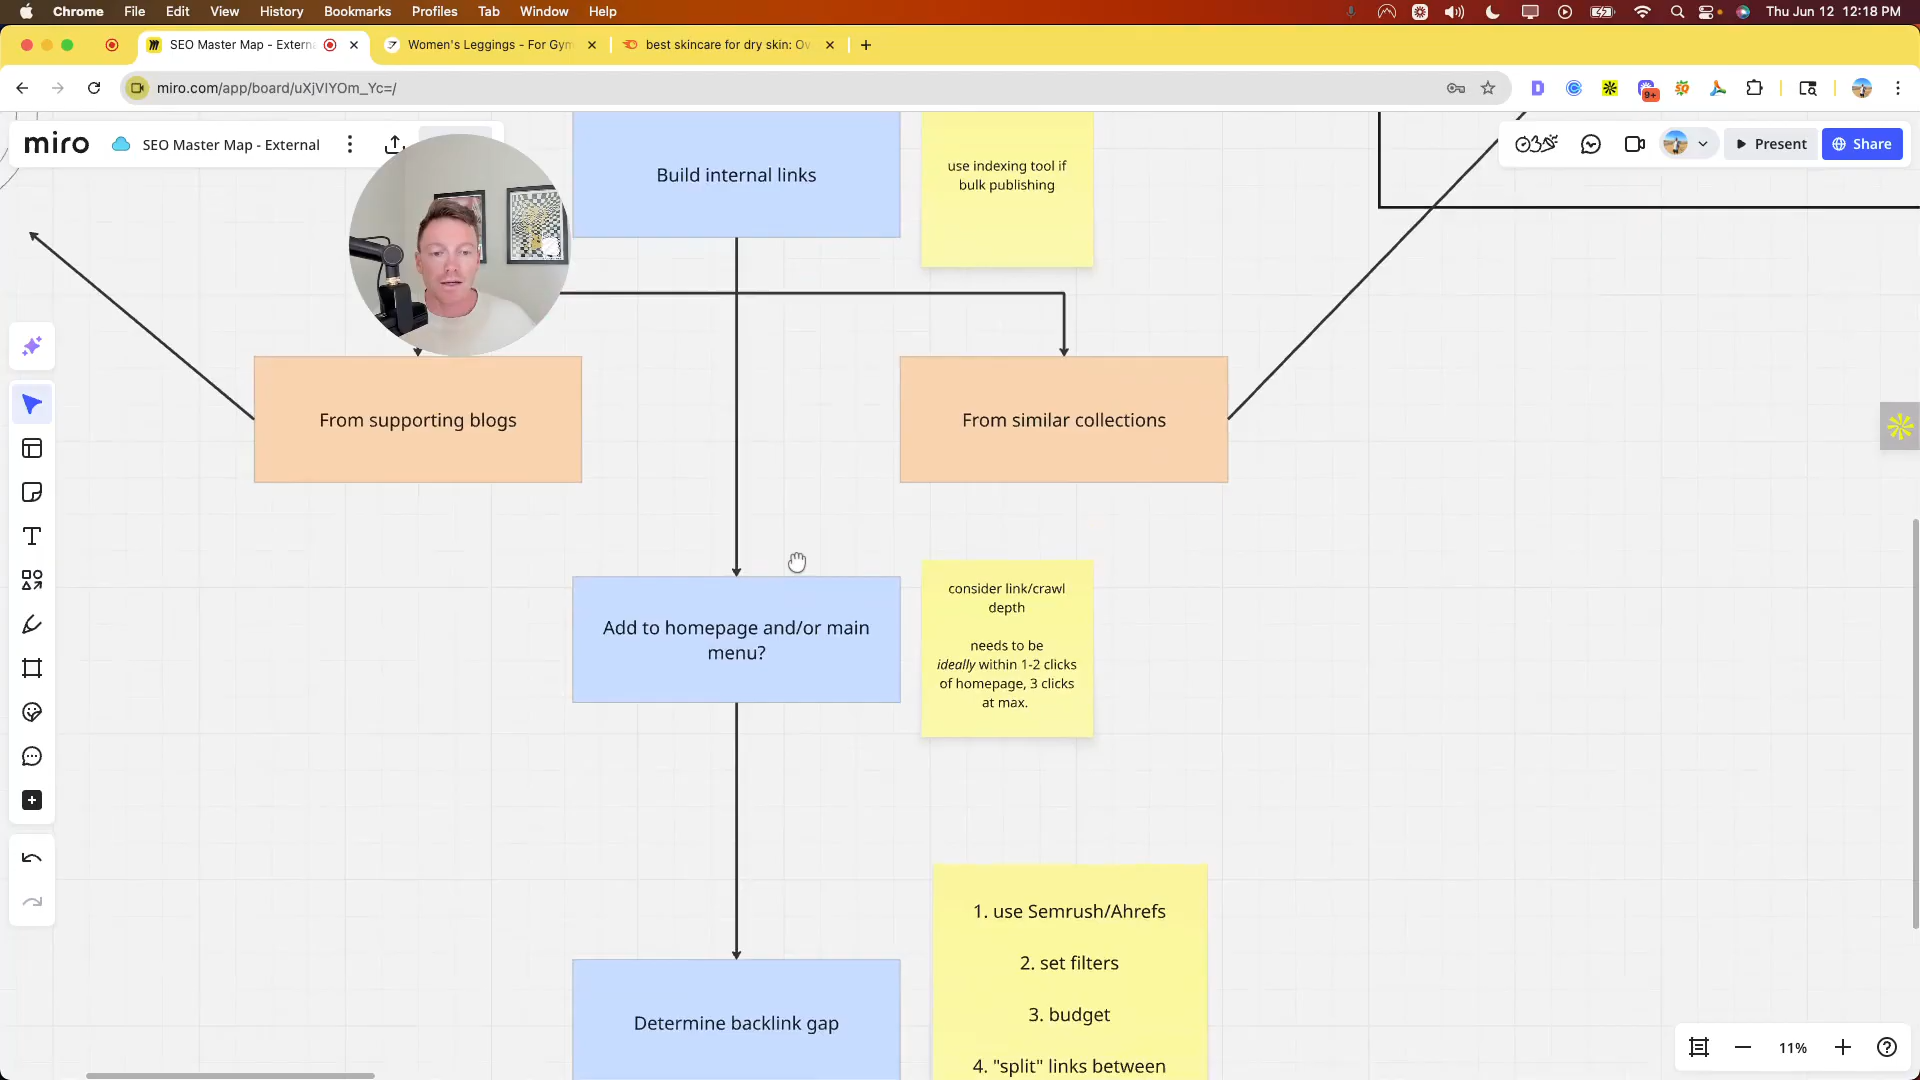 Chrome File Edit View History Bookmarks Profiles Tab Window Help
Thu Jun 12 12:18 PM
SEO Master Map - Extern
Women's Leggings - For Gym
best skincare for dry skin: Ov
miro.com/app/board/uXjVIYOm_Yc=/
9+
miro
SEO Master Map - External
Present
Share
Build internal links
use indexing tool if
bulk publishing
From supporting blogs
From similar collections
Add to homepage and/or main
menu?
consider link/crawl
depth
needs to be
ideally within 1-2 clicks
of homepage, 3 clicks
at max.
Determine backlink gap
1. use Semrush/Ahrefs
2. set filters
3. budget
4. "split" links between
11%